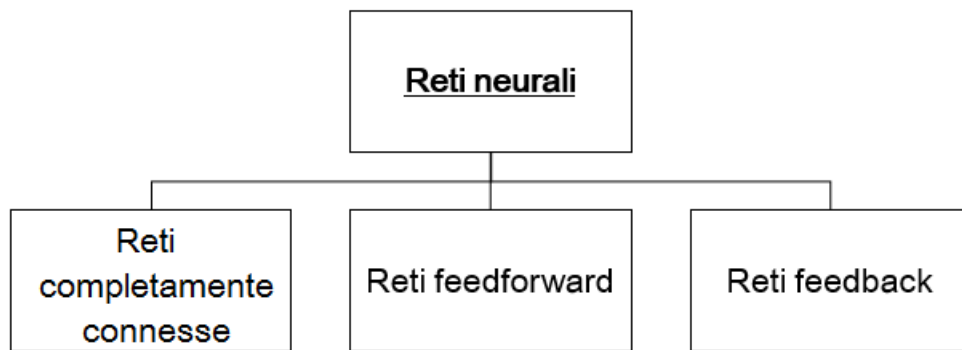 Reti neurali
Reti
completamente
connesse
Reti feedforward
Reti feedback